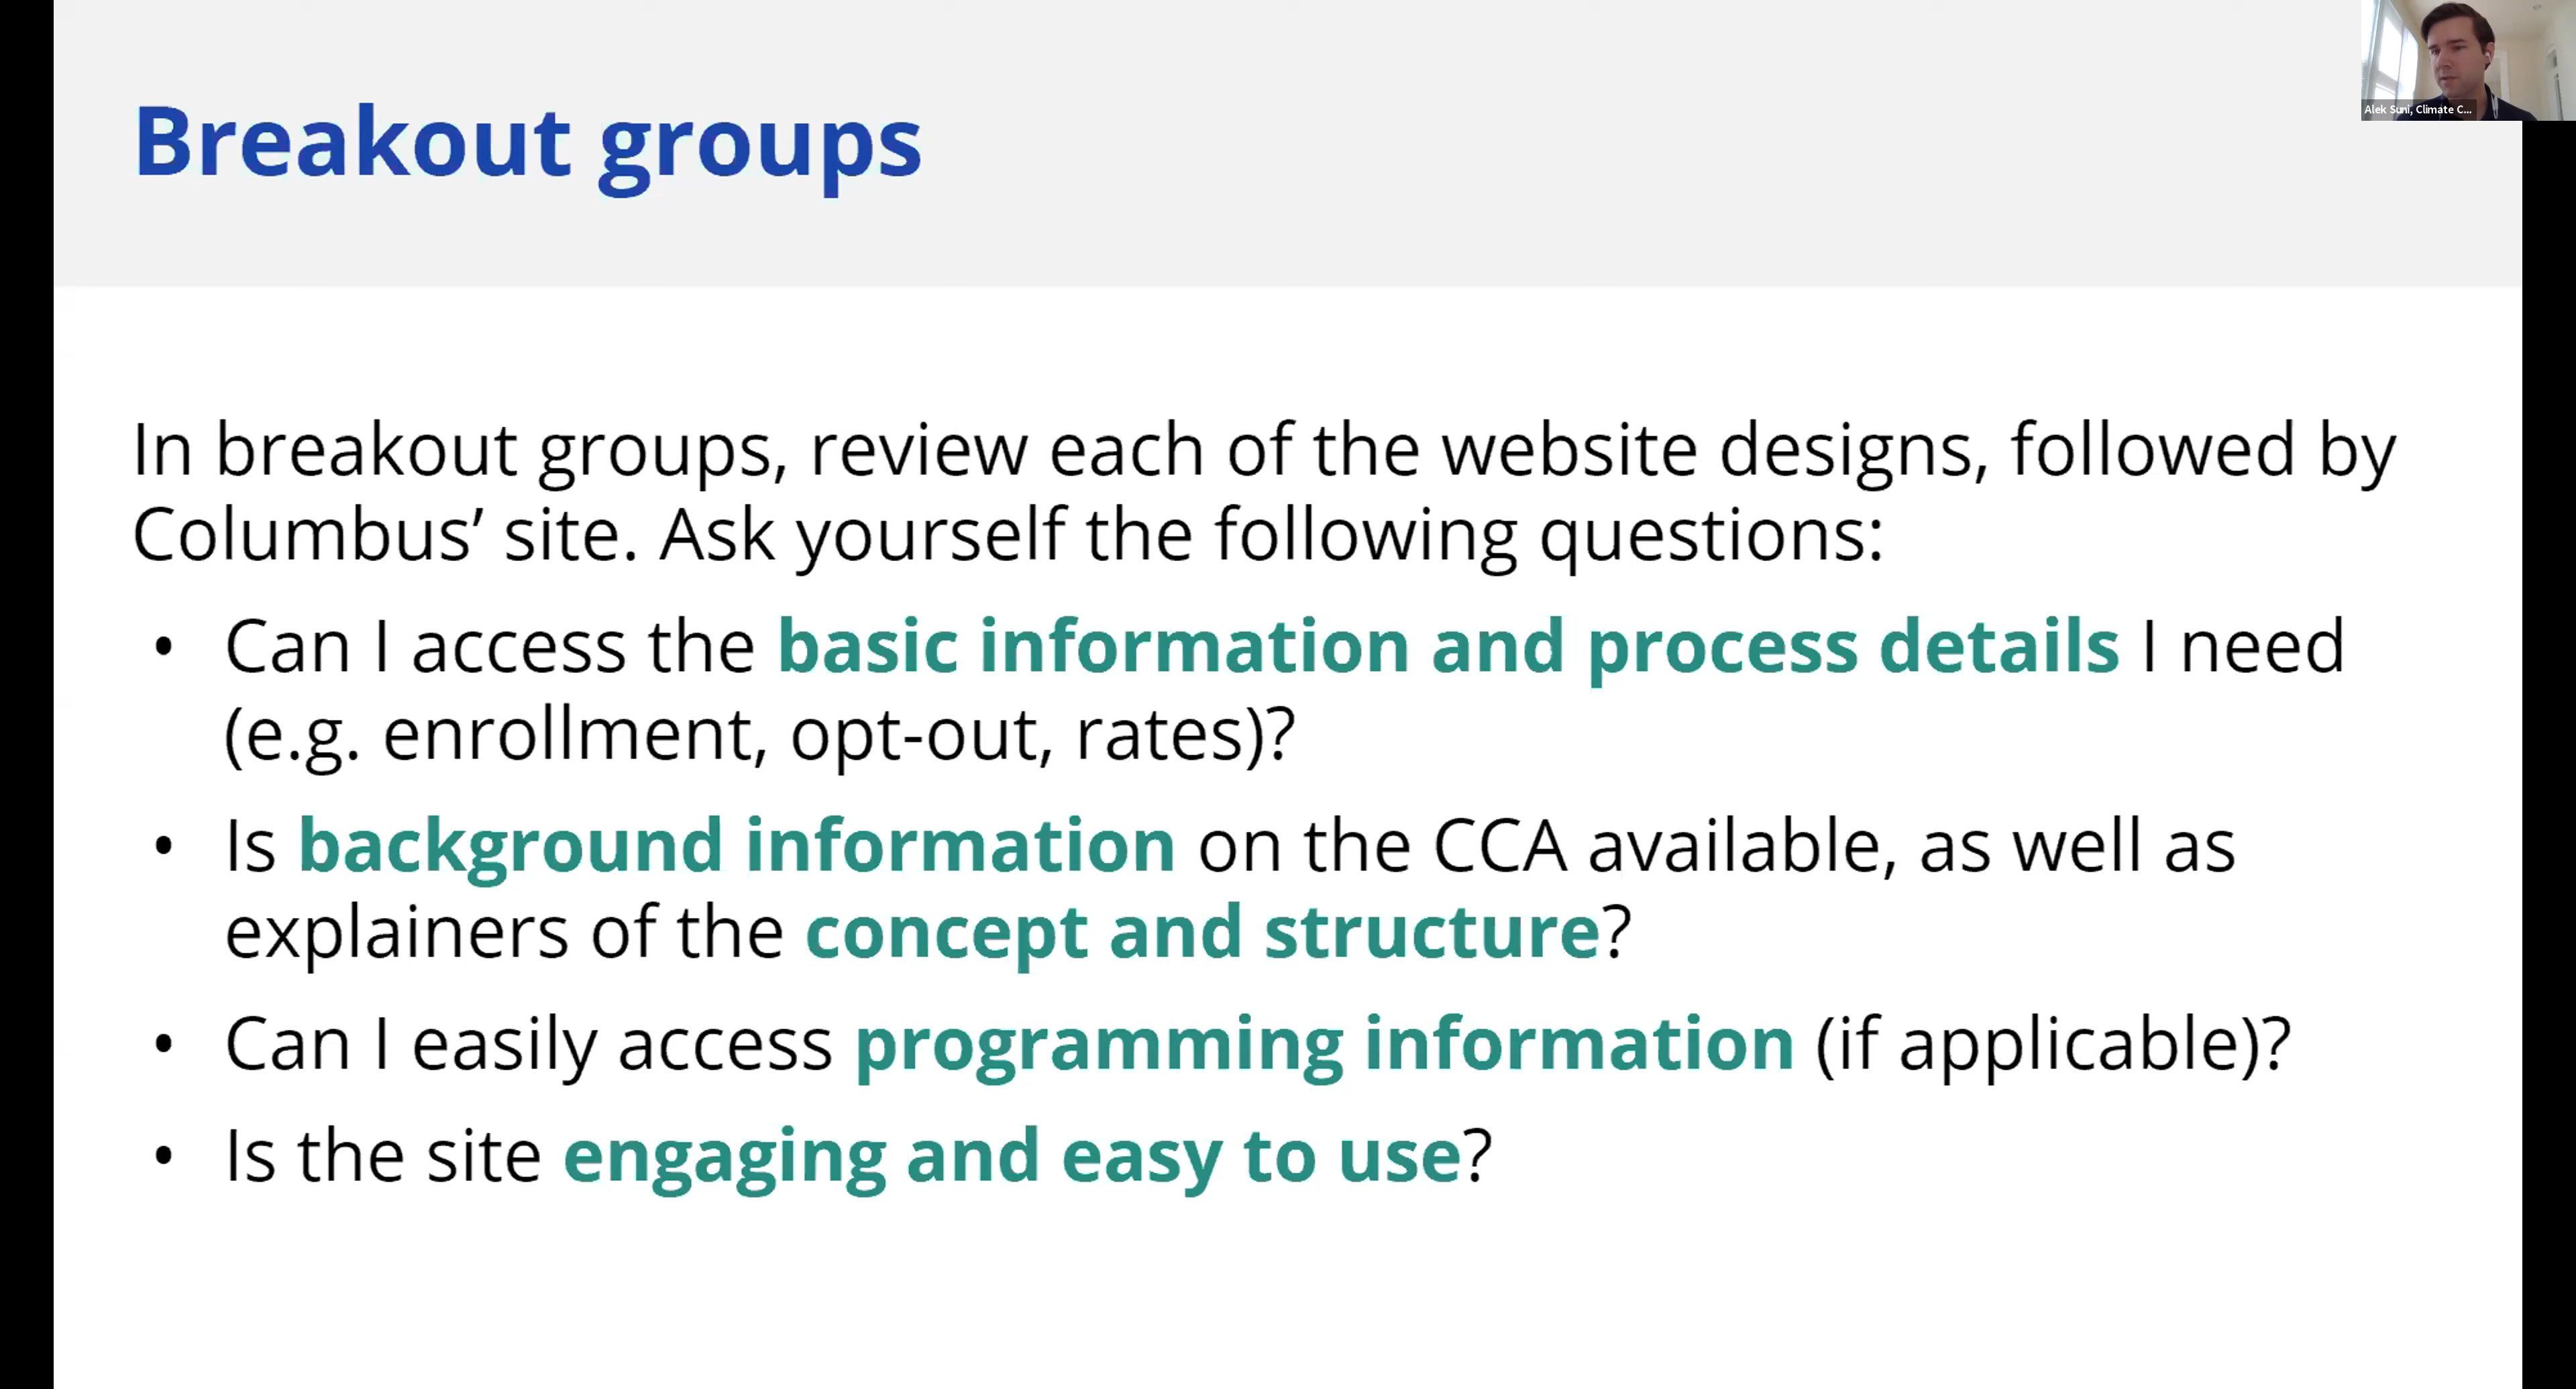 Breakout groups
Alek Suni, Climate C...
In breakout groups, review each of the website designs, followed by
Columbus’ site. Ask yourself the following questions:
• Can I access the basic information and process details I need
(e.g. enrollment, opt-out, rates)?
• Is background information on the CCA available, as well as
explainers of the concept and structure?
• Can I easily access programming information (if applicable)?
• Is the site engaging and easy to use?